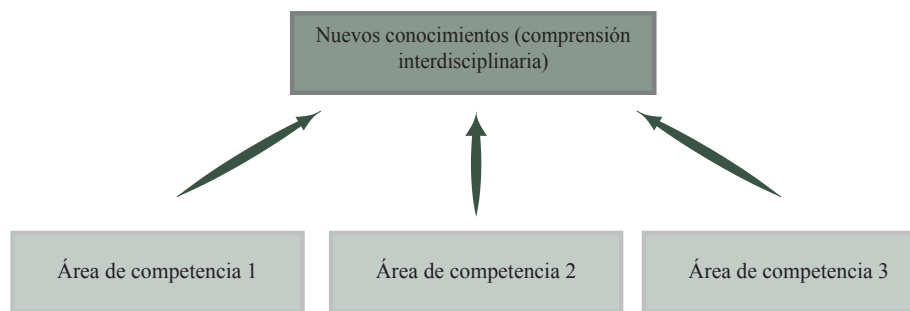 Nuevos conocimientos (comprensión
interdisciplinaria)
Área de competencia 1
Área de competencia 2
Área de competencia 3